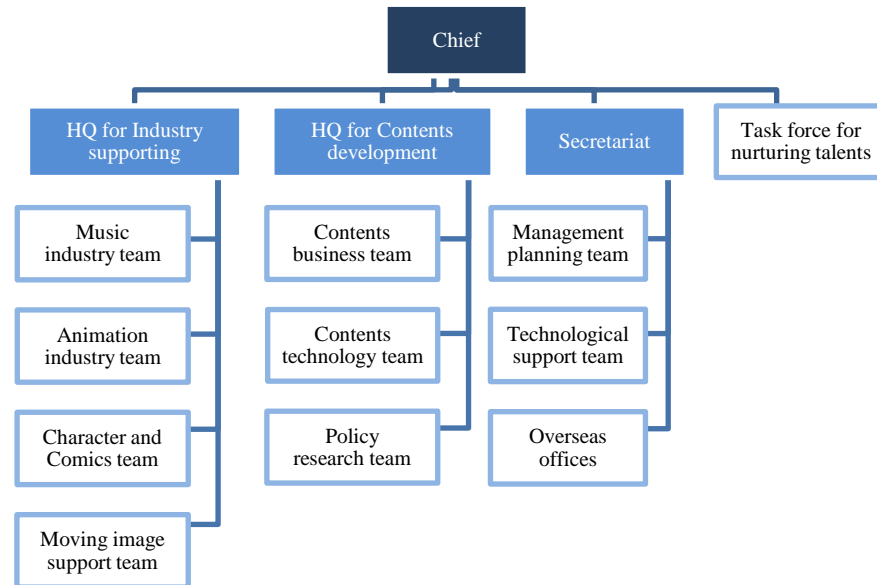 Chief
HQ for Industry
supporting
HQ for Contents
development
Secretariat
Task force for
nurturing talents
Music
industry team
Contents
business team
Management
planning team
Animation
industry team
Contents
technology team
Technological
support team
Character and
Comics team
Policy
research team
Overseas
offices
Moving image
support team